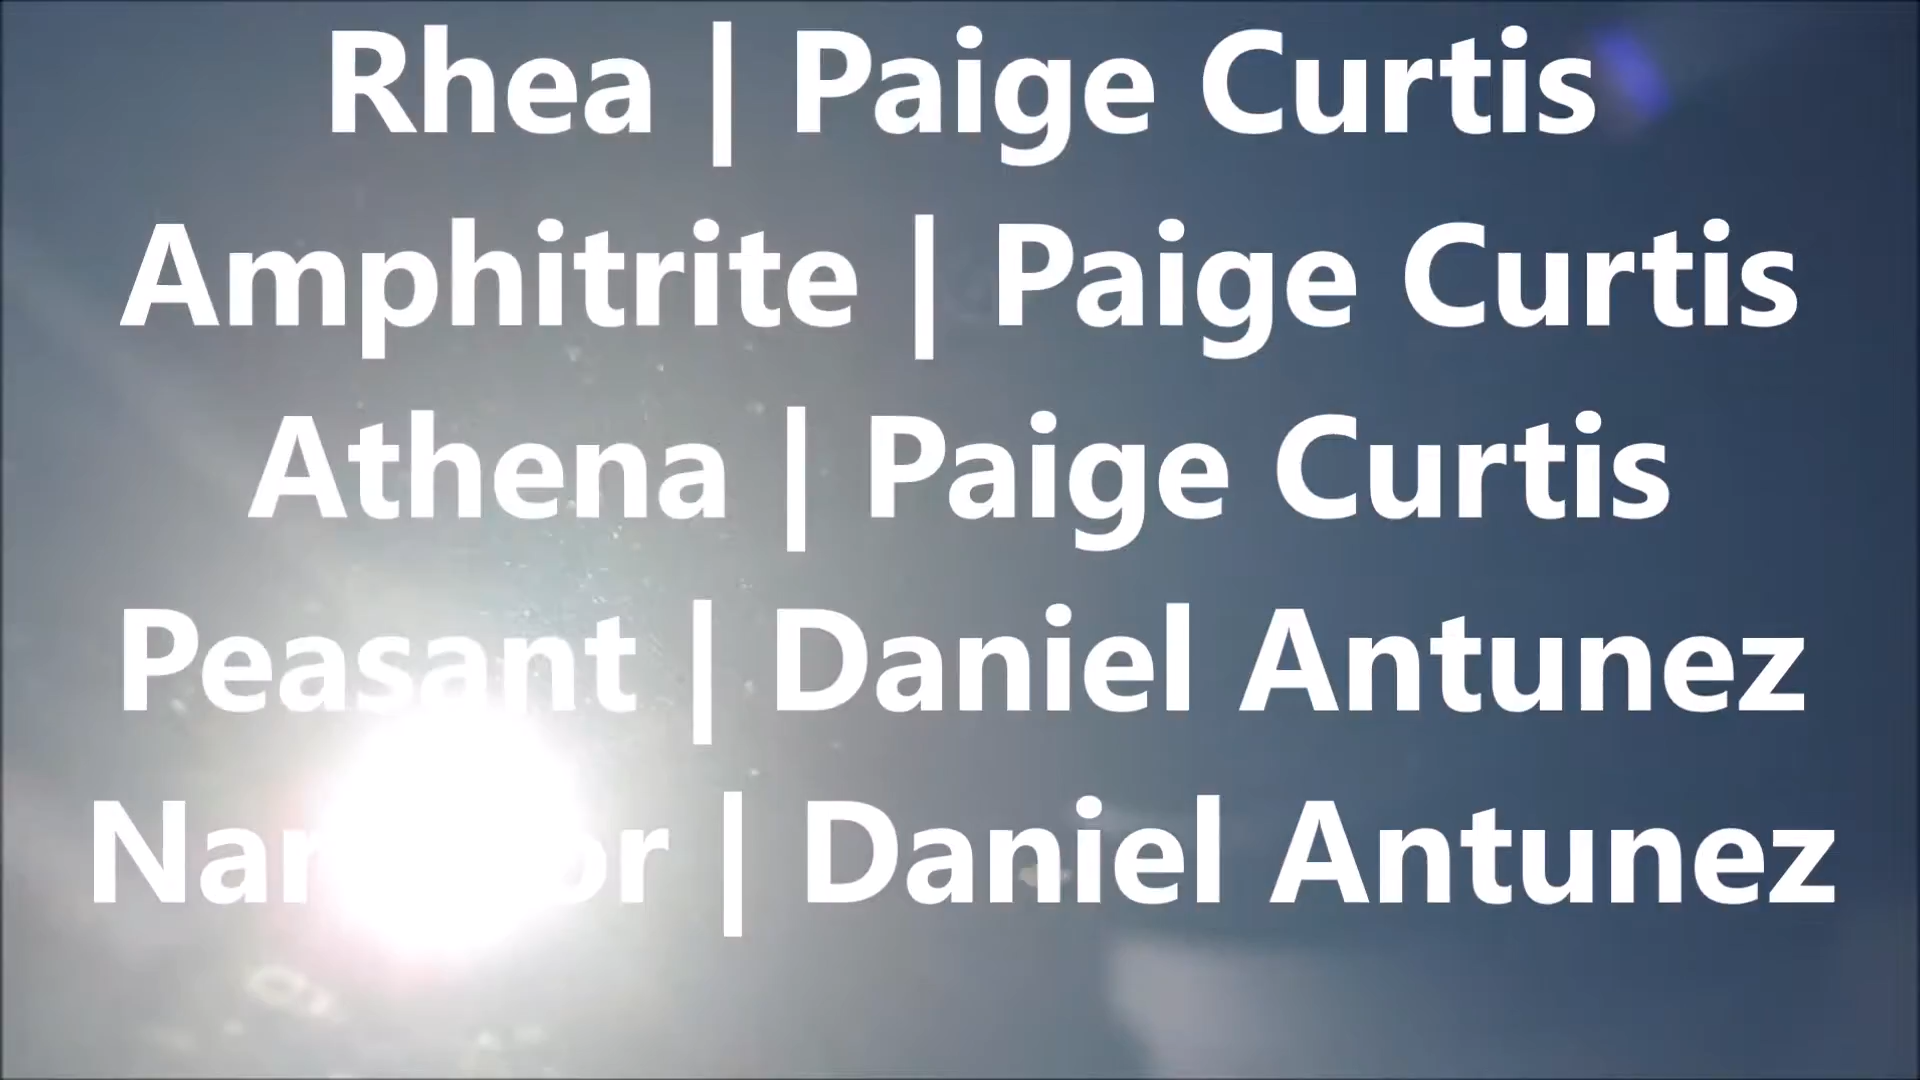 Rhea | Paige Curtis
Amphitrite | Paige Curtis
Athena | Paige Curtis
Peasant | Daniel Antunez
| Daniel Antunez